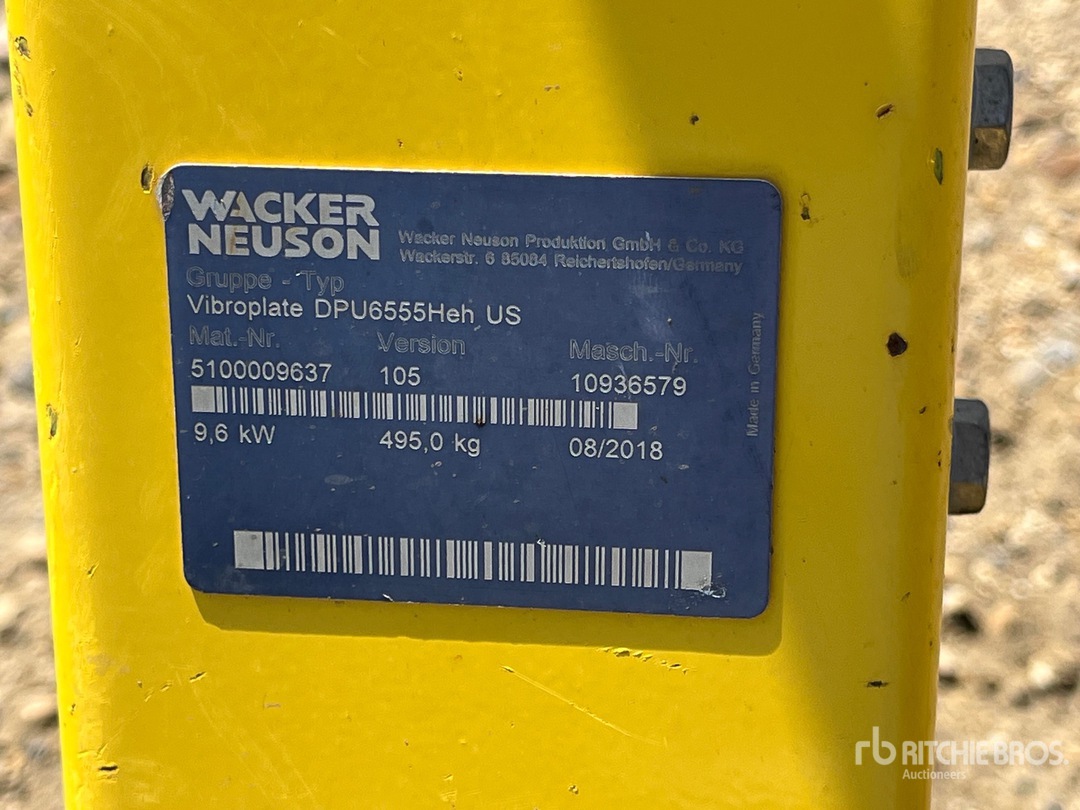 WACKER
NEUSON
Wacker Neuson Produktion GmbH & Co. KG
Wackerstr. 6 85084 Reichertshofen/Germany
Gruppe - Typ
Vibroplate DPU6555Heh US
Mat.-Nr. Version Masch.-Nr.
5100009637 105 10936579
9,6 kW 495,0 kg 08/2018
Made in Germany
rb RITCHIE BROS.
Auctioneers